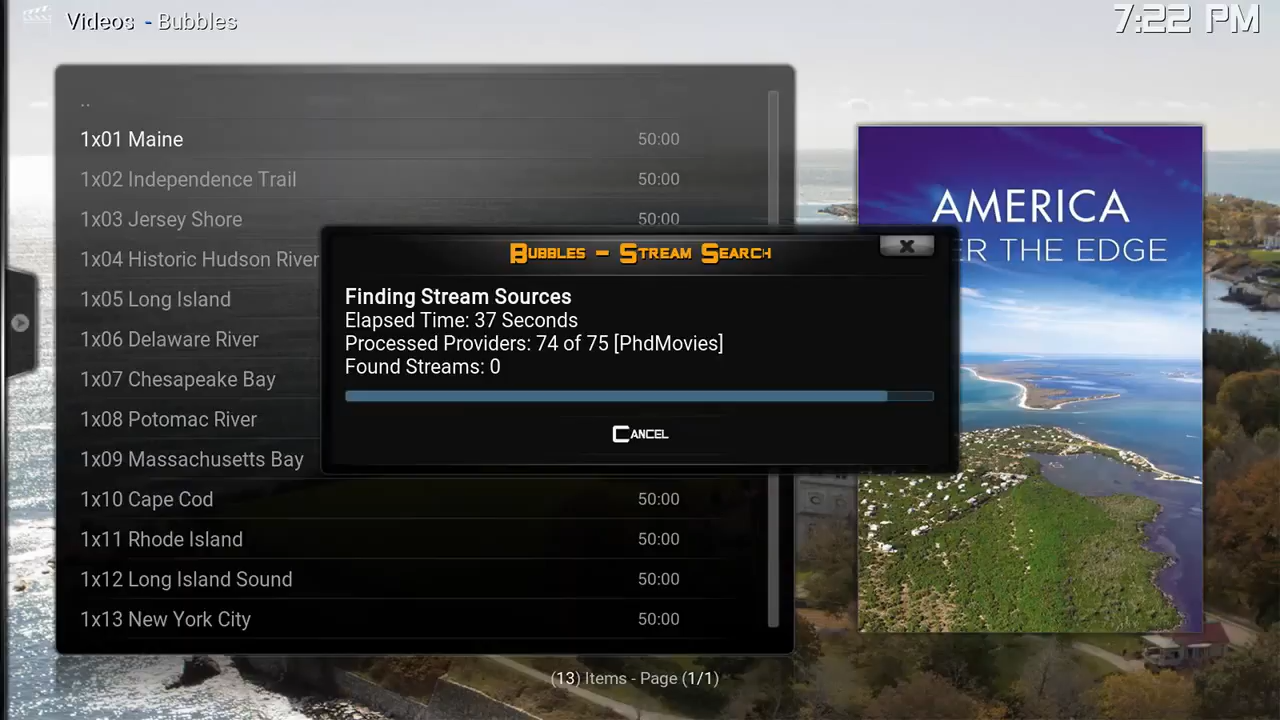 Videos - Bubbles
7:22 PM
..
1x01 Maine 50:00
1x02 Independence Trail 50:00
1x03 Jersey Shore 50:00
1x04 Historic Hudson River
1x05 Long Island
1x06 Delaware River
1x07 Chesapeake Bay
1x08 Potomac River
1x09 Massachusetts Bay
1x10 Cape Cod 50:00
1x11 Rhode Island 50:00
1x12 Long Island Sound 50:00
1x13 New York City 50:00
(13) Items - Page (1/1)
Bubbles - Stream Search
Finding Stream Sources
Elapsed Time: 37 Seconds
Processed Providers: 74 of 75 [PhdMovies]
Found Streams: 0
Cancel
AMERICA
ER THE EDGE